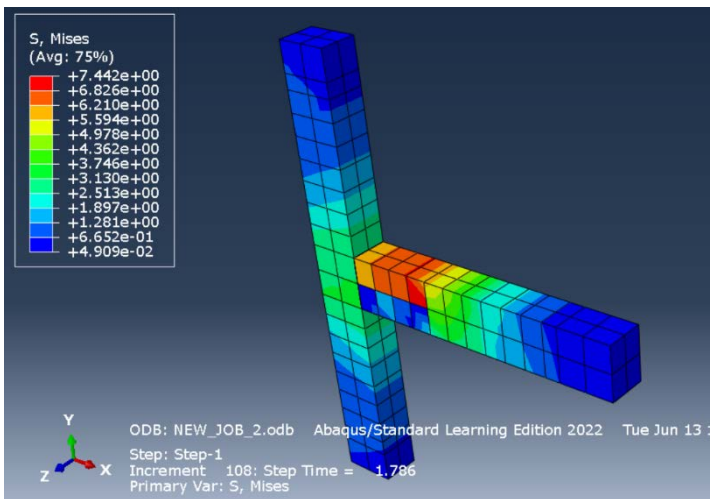 S, Mises
(Avg: 75%)
+7.442e+00
+6.826e+00
+6.210e+00
+5.594e+00
+4.978e+00
+4.362e+00
+3.746e+00
+3.130e+00
+2.513e+00
+1.897e+00
+1.281e+00
+6.652e-01
+4.909e-02
Y
Z X
ODB: NEW_JOB_2.odb Abaqus/Standard Learning Edition 2022 Tue Jun 13
Step: Step-1
Increment 108: Step Time = 1.786
Primary Var: S, Mises